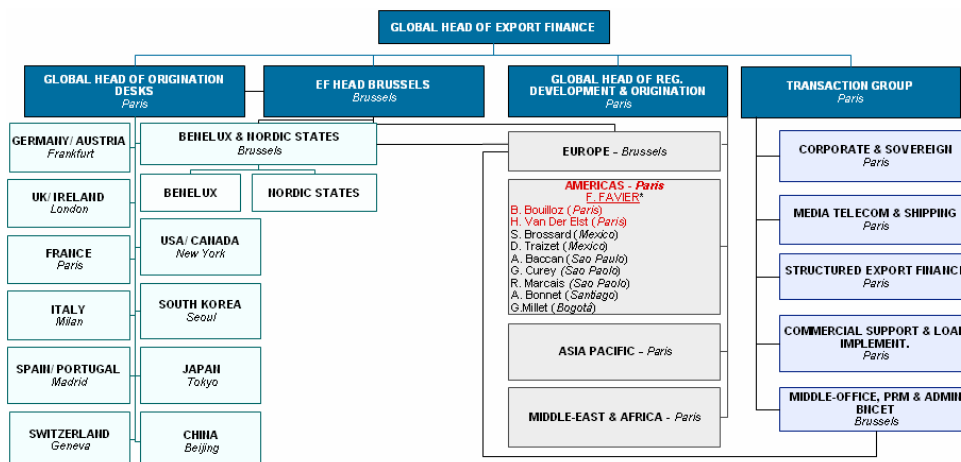 GLOBAL HEAD OF EXPORT FINANCE
GLOBAL HEAD OF ORIGINATION
DESKS
Paris
EF HEAD BRUSSELS
Brussels
GLOBAL HEAD OF REG.
DEVELOPMENT & ORIGINATION
Paris
TRANSACTION GROUP
Paris
GERMANY/ AUSTRIA
Frankfurt
UK/ IRELAND
London
FRANCE
Paris
ITALY
Milan
SPAIN/ PORTUGAL
Madrid
SWITZERLAND
Geneva
BENELUX & NORDIC STATES
Brussels
BENELUX
NORDIC STATES
USA/ CANADA
New York
SOUTH KOREA
Seoul
JAPAN
Tokyo
CHINA
Beijing
EUROPE – Brussels
AMERICAS - Paris
F. FAVIER*
B. Bouilloz (Paris)
H. Van Der Elst (Paris)
S. Brossard (Mexico)
D. Traizet (Mexico)
A. Baccan (Sao Paulo)
G. Curey (Sao Paolo)
R. Marcais (Sao Paolo)
A. Bonnet (Santiago)
G.Millet (Bogotá)
ASIA PACIFIC – Paris
MIDDLE-EAST & AFRICA – Paris
CORPORATE & SOVEREIGN
Paris
MEDIA TELECOM & SHIPPING
Paris
STRUCTURED EXPORT FINANCE
Paris
COMMERCIAL SUPPORT & LOAN
IMPLEMENT.
Paris
MIDDLE-OFFICE, PRM & ADMIN
BNCET
Brussels